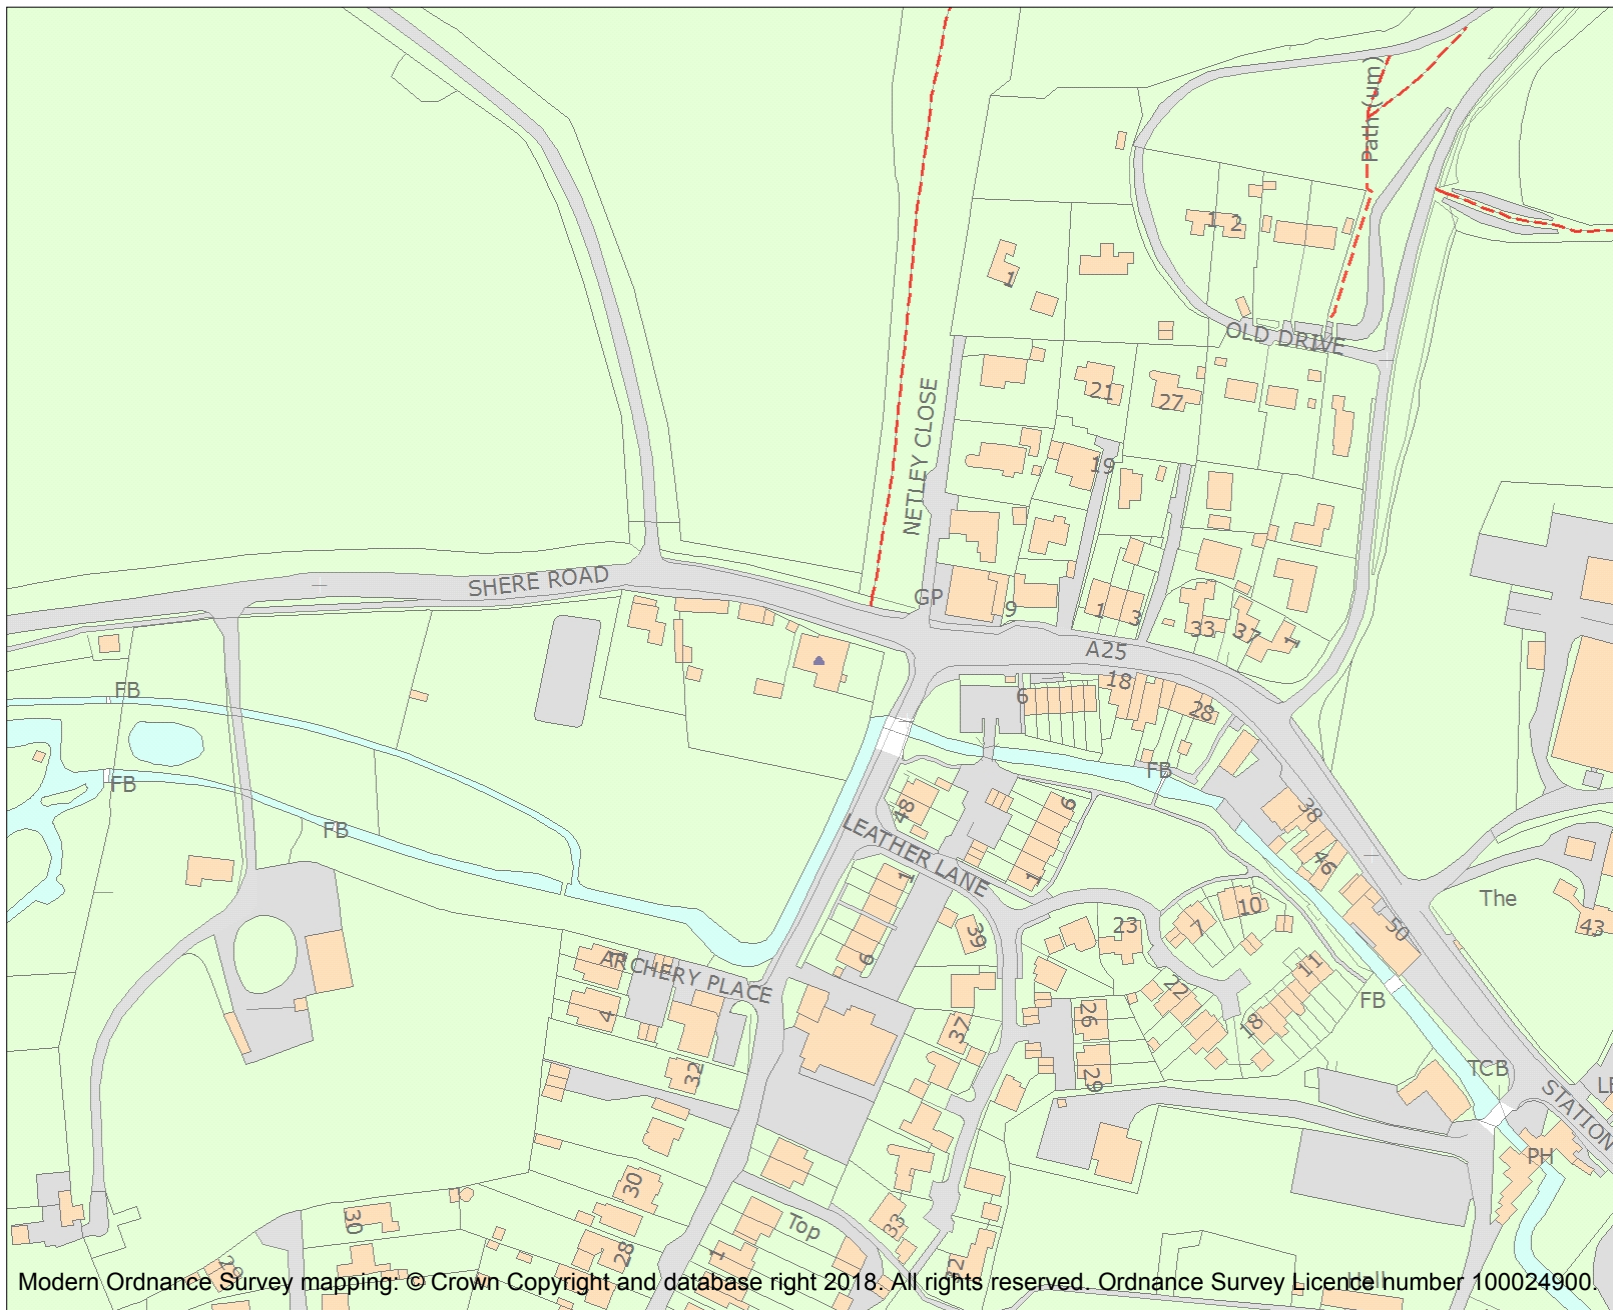 Path (um)
1 2
1
OLD DRIVE
21
27
NETLEY CLOSE
19
SHERE ROAD
GP
9
1
3
33
37
1
A25
FB
6
18
28
FB
FB
FB
48
6
38
LEATHER LANE
46
1
1
The
10
7
23
39
50
43
6
11
ARCHERY PLACE
22
FB
4
26
37
18
32
29
TCB
STATION
PH
30
30
Top
33
28
1
Modern Ordnance Survey mapping: © Crown Copyright and database right 2018. All rights reserved. Ordnance Survey Licence number 100024900.